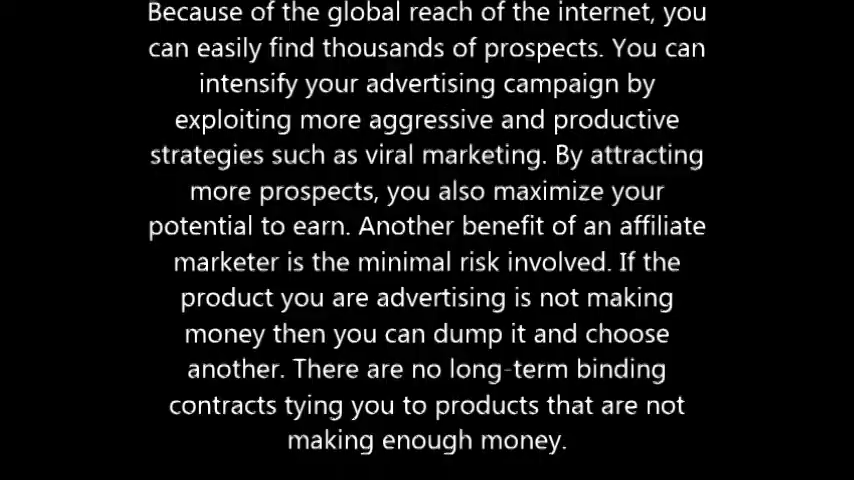 Because of the global reach of the internet, you
can easily find thousands of prospects. You can
intensify your advertising campaign by
exploiting more aggressive and productive
strategies such as viral marketing. By attracting
more prospects, you also maximize your
potential to earn. Another benefit of an affiliate
marketer is the minimal risk involved. If the
product you are advertising is not making
money then you can dump it and choose
another. There are no long-term binding
contracts tying you to products that are not
making enough money.